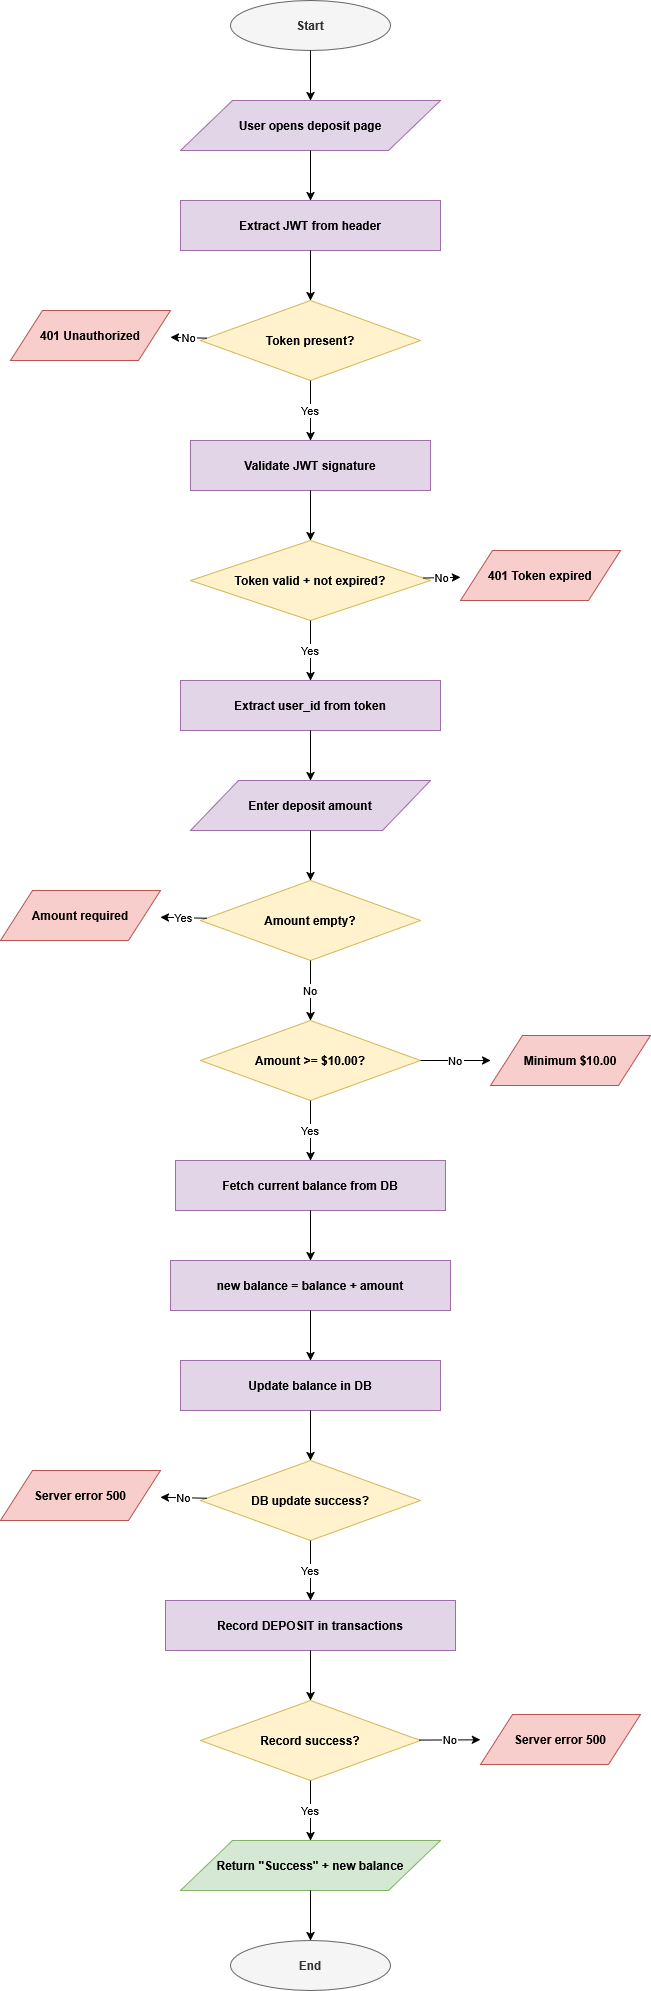 Start
User opens deposit page
Extract JWT from header
401 Unauthorized
No
Token present?
Yes
Validate JWT signature
Token valid + not expired?
No
401 Token expired
Yes
Extract user_id from token
Enter deposit amount
Amount required
Yes
Amount empty?
No
Amount >= $10.00?
No
Minimum $10.00
Yes
Fetch current balance from DB
new balance = balance + amount
Update balance in DB
Server error 500
No
DB update success?
Yes
Record DEPOSIT in transactions
Record success?
No
Server error 500
Yes
Return "Success" + new balance
End